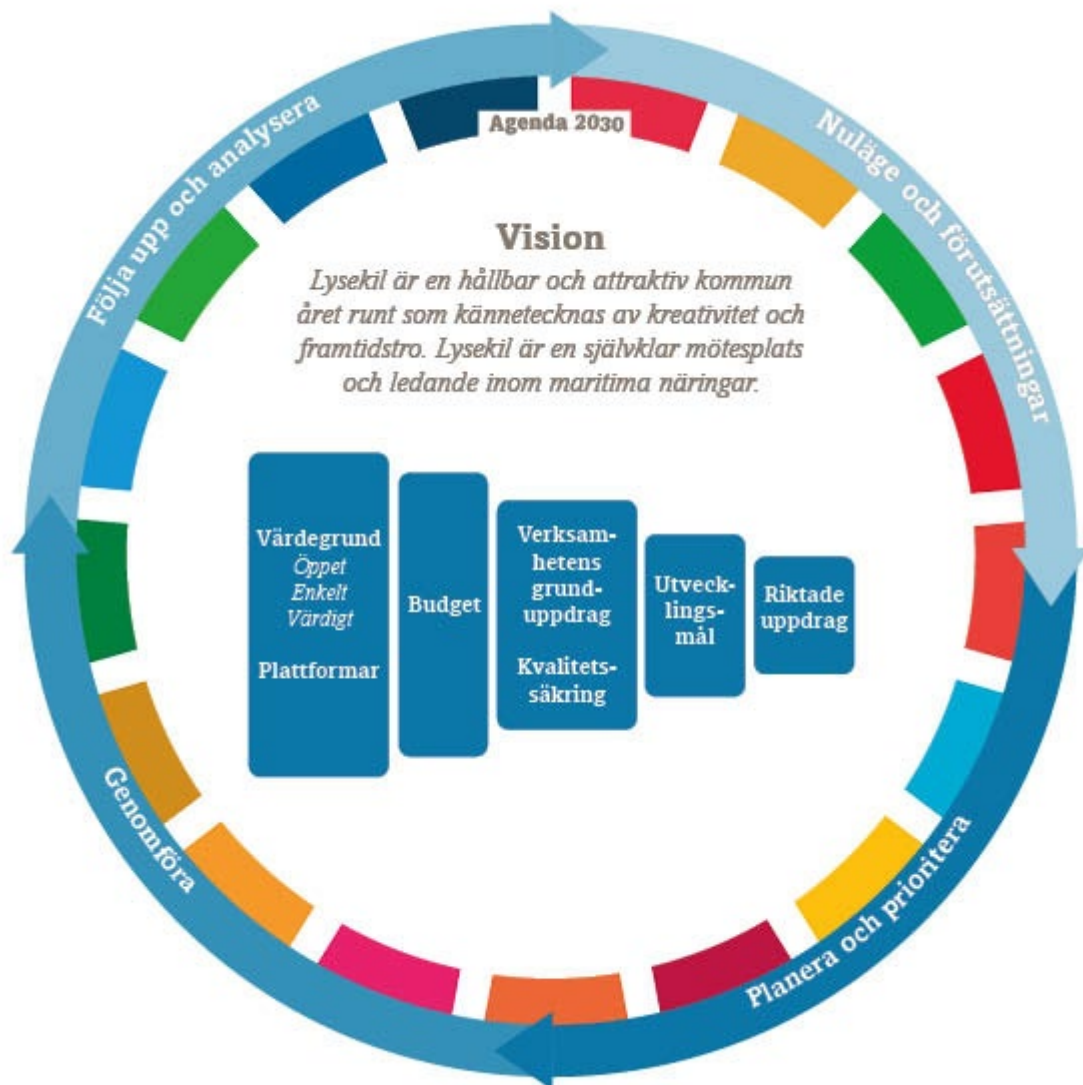 Agenda 2030
Följa upp och analysera
Nuläge och förutsättningar
Vision
Lysekil är en hållbar och attraktiv kommun
året runt som kännetecknas av kreativitet och
framtidstro. Lysekil är en självklar mötesplats
och ledande inom maritima näringar.
Värdegrund
Öppet
Enkelt
Värdigt
Plattformar
Budget
Verksam-
hetens
grund-
uppdrag
Kvalitets-
säkring
Utveck-
lings-
mål
Riktade
uppdrag
Genomföra
Planera och prioritera